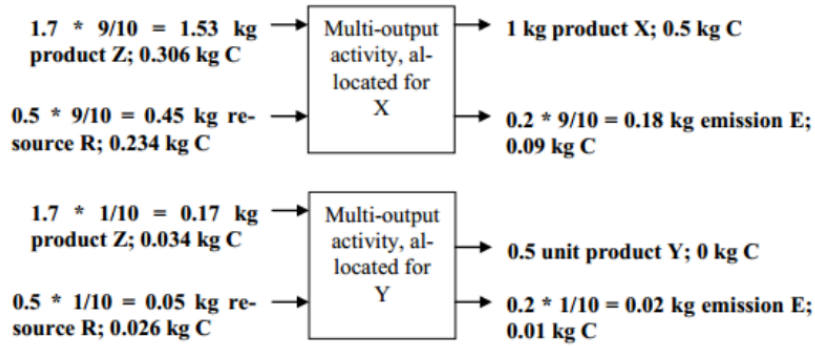 1.7 * 9/10 = 1.53 kg
product Z; 0.306 kg C
0.5 * 9/10 = 0.45 kg re-
source R; 0.234 kg C
Multi-output
activity, al-
located for
X
1 kg product X; 0.5 kg C
0.2 * 9/10 = 0.18 kg emission E;
0.09 kg C
1.7 * 1/10 = 0.17 kg
product Z; 0.034 kg C
0.5 * 1/10 = 0.05 kg re-
source R; 0.026 kg C
Multi-output
activity, al-
located for
Y
0.5 unit product Y; 0 kg C
0.2 * 1/10 = 0.02 kg emission E;
0.01 kg C